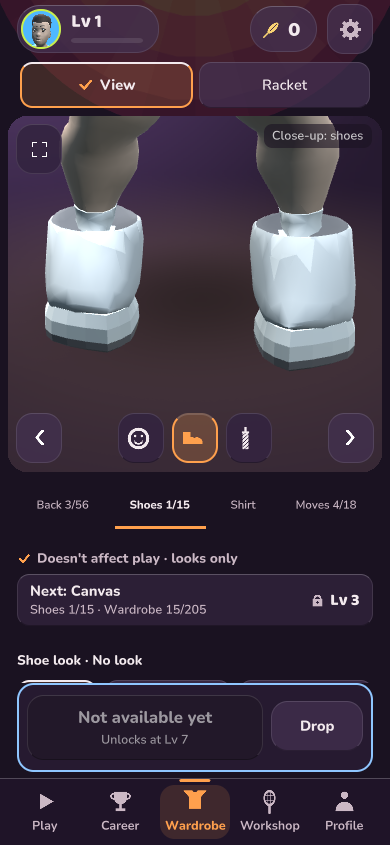 Lv 1
0
View
Racket
Close-up: shoes
Back 3/56
Shoes 1/15
Shirt
Moves 4/18
Doesn't affect play · looks only
Next: Canvas
Shoes 1/15 · Wardrobe 15/205
Lv 3
Shoe look · No look
Not available yet
Unlocks at Lv 7
Drop
Play
Career
Wardrobe
Workshop
Profile